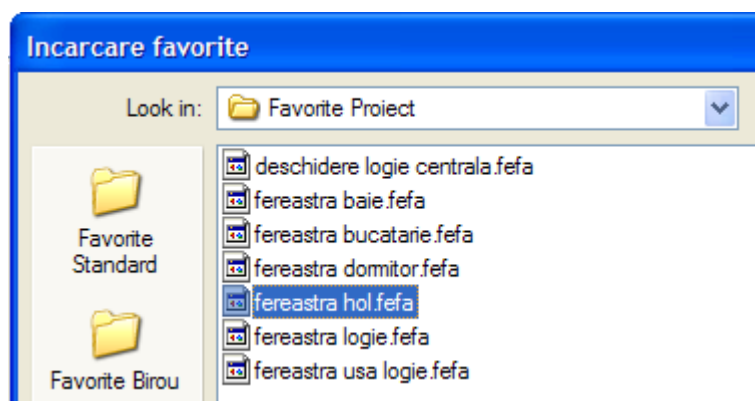 Incarcare favorite
Look in: Favorite Proiect
deschidere logie centrala.fefa
fereastra baie.fefa
fereastra bucatarie.fefa
fereastra dormitor.fefa
fereastra hol.fefa
fereastra logie.fefa
fereastra usa logie.fefa
Favorite
Standard
Favorite Birou